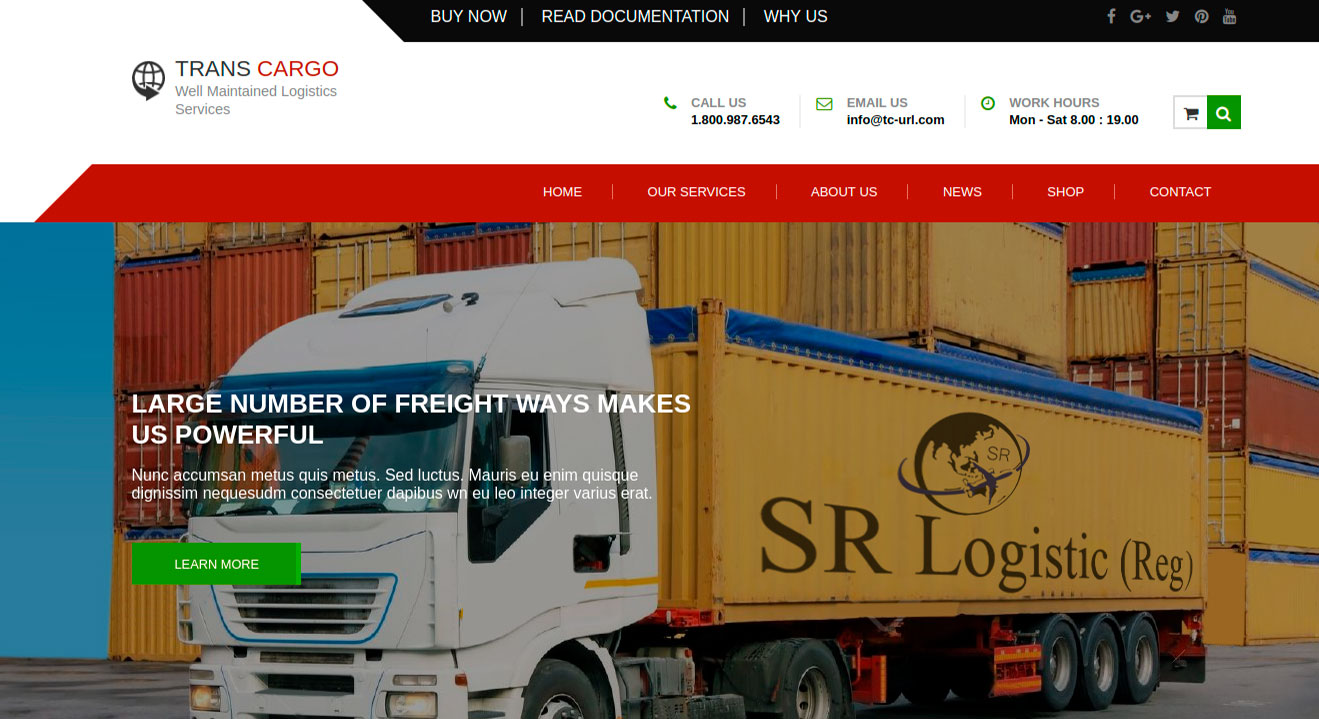 BUY NOW
READ DOCUMENTATION
WHY US
You
Tube
TRANS CARGO
Well Maintained Logistics
Services
CALL US
1.800.987.6543
EMAIL US
info@tc-url.com
WORK HOURS
Mon - Sat 8.00 : 19.00
HOME
OUR SERVICES
ABOUT US
NEWS
SHOP
CONTACT
LARGE NUMBER OF FREIGHT WAYS MAKES
US POWERFUL
Nunc accumsan metus quis metus. Sed luctus. Mauris eu enim quisque
dignissim nequesudm consectetuer dapibus wn eu leo integer varius erat.
LEARN MORE
SR
SR Logistic (Reg)